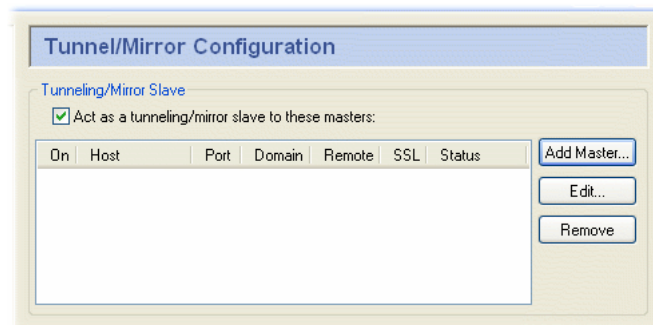 Tunnel/Mirror Configuration
Tunneling/Mirror Slave
Act as a tunneling/mirror slave to these masters:
On Host Port Domain Remote SSL Status
Add Master...
Edit...
Remove